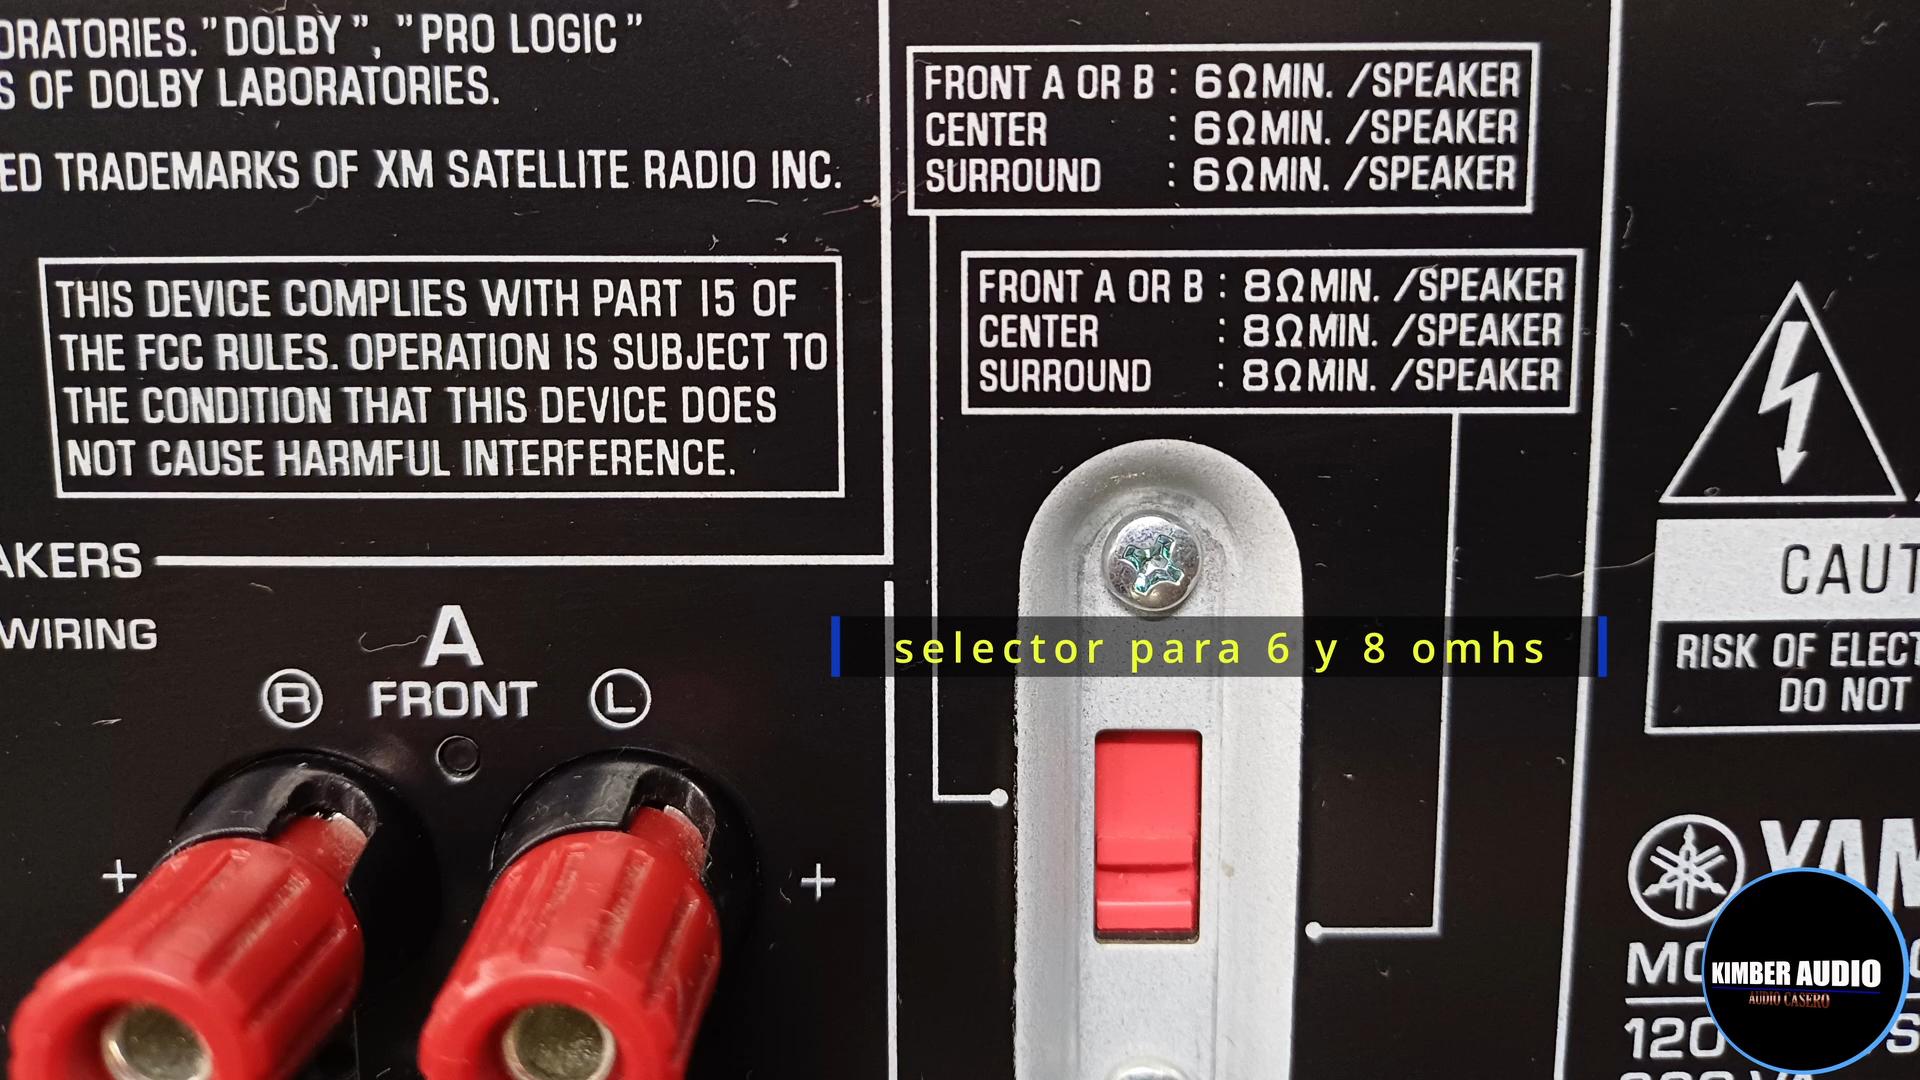 ORATORIES."DOLBY", "PRO LOGIC"
S OF DOLBY LABORATORIES.
ED TRADEMARKS OF XM SATELLITE RADIO INC.
THIS DEVICE COMPLIES WITH PART 15 OF
THE FCC RULES. OPERATION IS SUBJECT TO
THE CONDITION THAT THIS DEVICE DOES
NOT CAUSE HARMFUL INTERFERENCE.
FRONT A OR B : 6ΩMIN. /SPEAKER
CENTER : 6ΩMIN. /SPEAKER
SURROUND : 6ΩMIN. /SPEAKER
FRONT A OR B : 8ΩMIN. /SPEAKER
CENTER : 8ΩMIN. /SPEAKER
SURROUND : 8ΩMIN. /SPEAKER
AKERS
WIRING
A
R FRONT L
+ +
selector para 6 y 8 omhs
CAUT
RISK OF ELECT
DO NOT
YAM
MO
120
KIMBER AUDIO
AUDIO CASERO